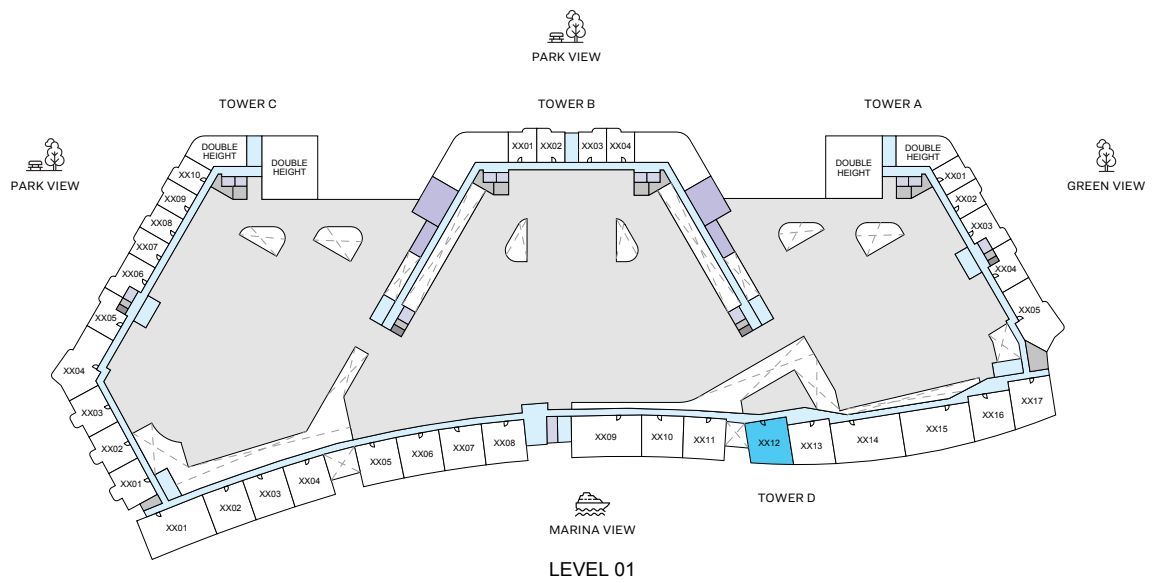 PARK VIEW
TOWER C
TOWER B
TOWER A
PARK VIEW
GREEN VIEW
DOUBLE
HEIGHT
DOUBLE
HEIGHT
XX10
XX09
XX08
XX07
XX06
XX05
XX04
XX03
XX02
XX01
XX01
XX02
XX03
XX04
DOUBLE
HEIGHT
DOUBLE
HEIGHT
XX01
XX02
XX03
XX04
XX05
XX01
XX02
XX03
XX04
XX05
XX06
XX07
XX08
XX09
XX10
XX11
XX12
XX13
XX14
XX15
XX16
XX17
TOWER D
MARINA VIEW
LEVEL 01